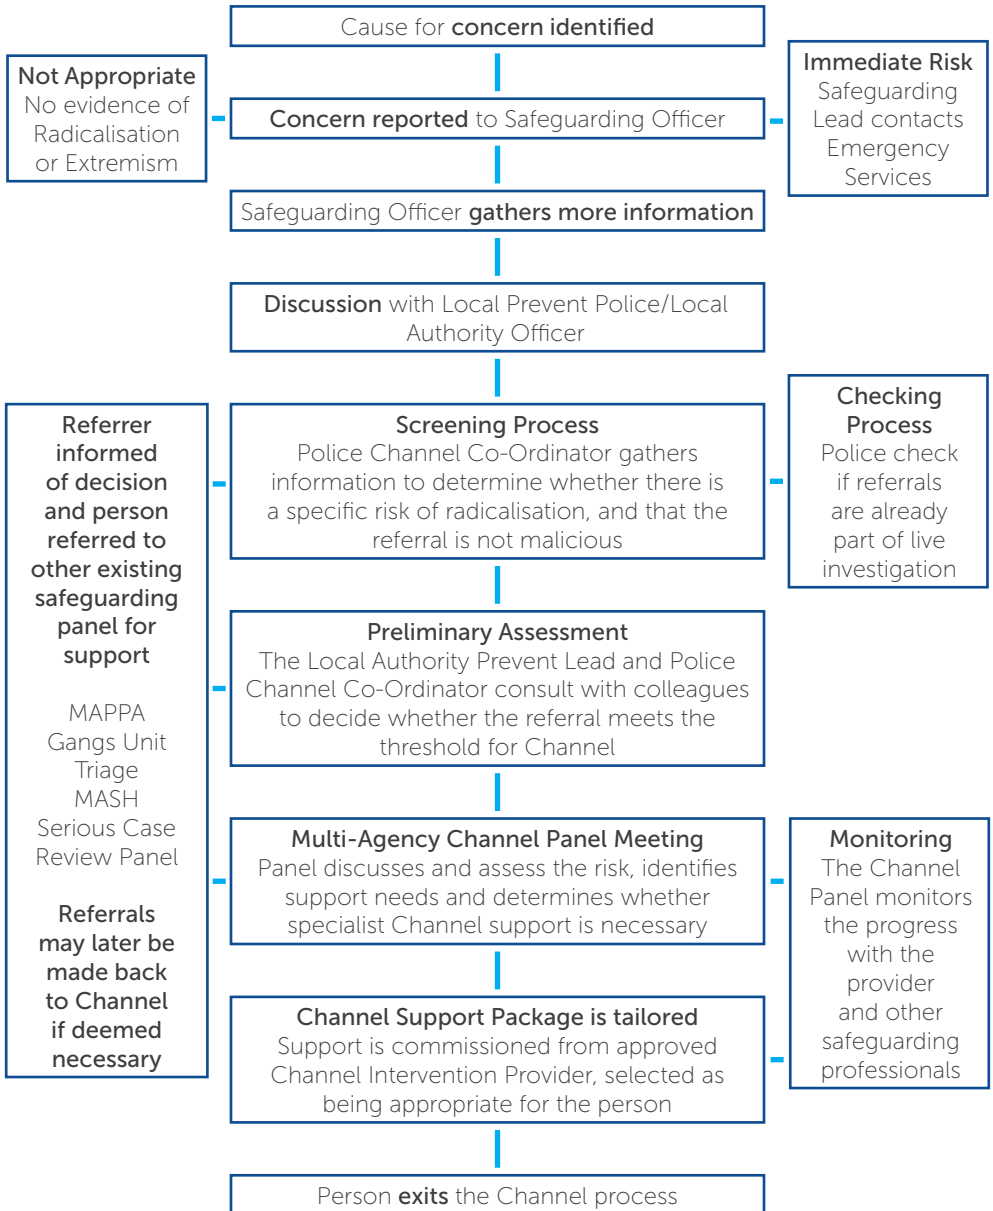 Cause for concern identified
Not Appropriate
No evidence of
Radicalisation
or Extremism
Concern reported to Safeguarding Officer
Immediate Risk
Safeguarding
Lead contacts
Emergency
Services
Safeguarding Officer gathers more information
Discussion with Local Prevent Police/Local
Authority Officer
Referrer
informed
of decision
and person
referred to
other existing
safeguarding
panel for
support
MAPPA
Gangs Unit
Triage
MASH
Serious Case
Review Panel
Referrals
may later be
made back
to Channel
if deemed
necessary
Screening Process
Police Channel Co-Ordinator gathers
information to determine whether there is
a specific risk of radicalisation, and that the
referral is not malicious
Checking
Process
Police check
if referrals
are already
part of live
investigation
Preliminary Assessment
The Local Authority Prevent Lead and Police
Channel Co-Ordinator consult with colleagues
to decide whether the referral meets the
threshold for Channel
Multi-Agency Channel Panel Meeting
Panel discusses and assess the risk, identifies
support needs and determines whether
specialist Channel support is necessary
Monitoring
The Channel
Panel monitors
the progress
with the
provider
and other
safeguarding
professionals
Channel Support Package is tailored
Support is commissioned from approved
Channel Intervention Provider, selected as
being appropriate for the person
Person exits the Channel process